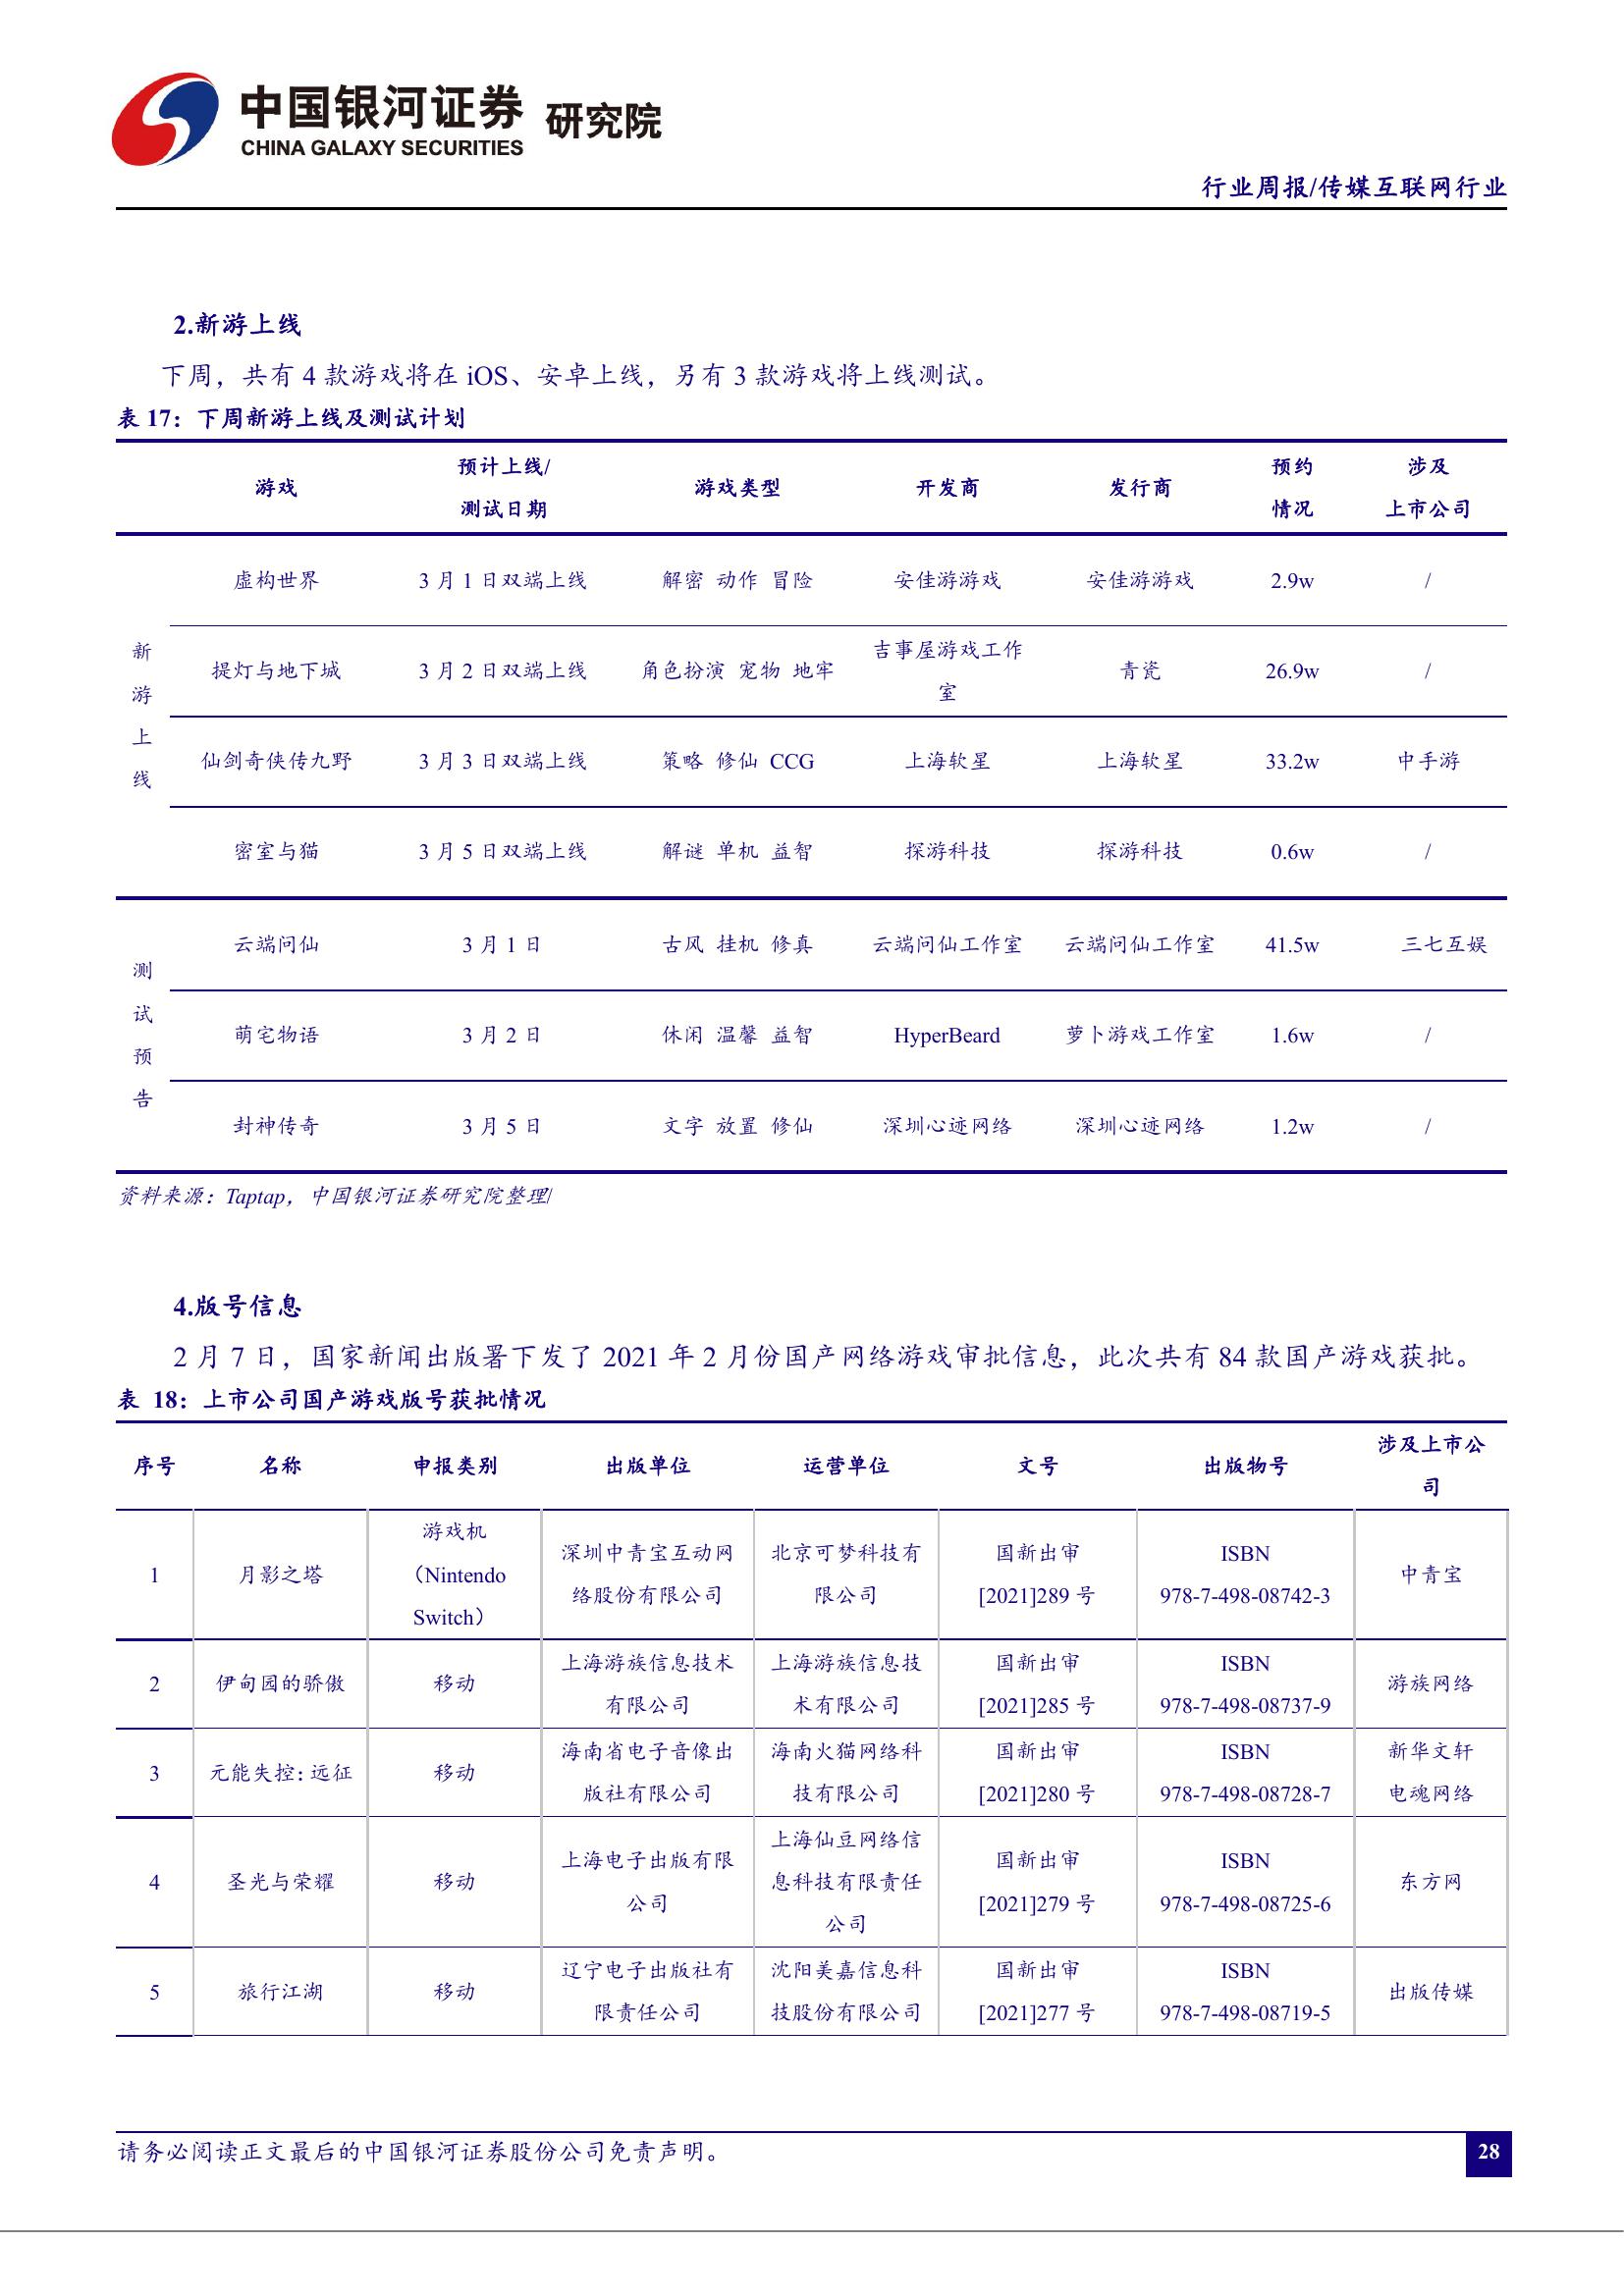 中国银河证券 研究院
CHINA GALAXY SECURITIES
行业周报/传媒互联网行业
2.新游上线
下周，共有 4 款游戏将在 iOS、安卓上线，另有 3 款游戏将上线测试。
表 17：下周新游上线及测试计划
游戏 预计上线/测试日期 游戏类型 开发商 发行商 预约情况 涉及上市公司
新游上线
虚构世界 3 月 1 日双端上线 解密 动作 冒险 安佳游游戏 安佳游游戏 2.9w /
提灯与地下城 3 月 2 日双端上线 角色扮演 宠物 地牢 吉事屋游戏工作室 青瓷 26.9w /
仙剑奇侠传九野 3 月 3 日双端上线 策略 修仙 CCG 上海软星 上海软星 33.2w 中手游
密室与猫 3 月 5 日双端上线 解谜 单机 益智 探游科技 探游科技 0.6w /
测试预告
云端问仙 3 月 1 日 古风 挂机 修真 云端问仙工作室 云端问仙工作室 41.5w 三七互娱
萌宅物语 3 月 2 日 休闲 温馨 益智 HyperBeard 萝卜游戏工作室 1.6w /
封神传奇 3 月 5 日 文字 放置 修仙 深圳心迹网络 深圳心迹网络 1.2w /
资料来源：Taptap，中国银河证券研究院整理/
4.版号信息
2 月 7 日，国家新闻出版署下发了 2021 年 2 月份国产网络游戏审批信息，此次共有 84 款国产游戏获批。
表 18：上市公司国产游戏版号获批情况
序号 名称 申报类别 出版单位 运营单位 文号 出版物号 涉及上市公司
1 月影之塔 游戏机（Nintendo Switch） 深圳中青宝互动网络股份有限公司 北京可梦科技有限公司 国新出审[2021]289 号 ISBN 978-7-498-08742-3 中青宝
2 伊甸园的骄傲 移动 上海游族信息技术有限公司 上海游族信息技术有限公司 国新出审[2021]285 号 ISBN 978-7-498-08737-9 游族网络
3 元能失控：远征 移动 海南省电子音像出版社有限公司 海南火猫网络科技有限公司 国新出审[2021]280 号 ISBN 978-7-498-08728-7 新华文轩 电魂网络
4 圣光与荣耀 移动 上海电子出版有限公司 上海仙豆网络信息科技有限责任公司 国新出审[2021]279 号 ISBN 978-7-498-08725-6 东方网
5 旅行江湖 移动 辽宁电子出版社有限责任公司 沈阳美嘉信息科技股份有限公司 国新出审[2021]277 号 ISBN 978-7-498-08719-5 出版传媒
请务必阅读正文最后的中国银河证券股份公司免责声明。
28